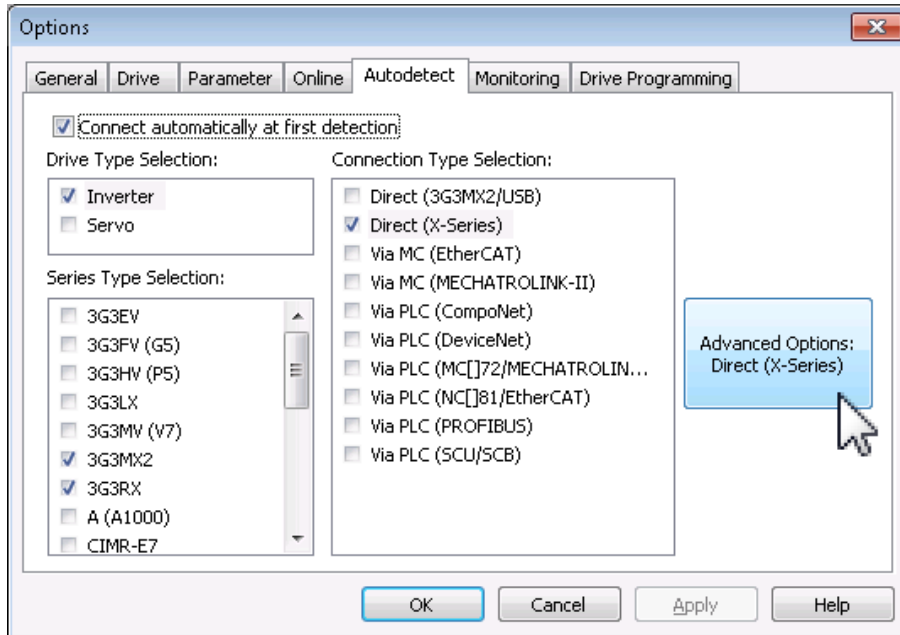 Options
General Drive Parameter Online Autodetect Monitoring Drive Programming
Connect automatically at first detection
Drive Type Selection:
Inverter
Servo
Series Type Selection:
3G3EV
3G3FV (G5)
3G3HV (P5)
3G3LX
3G3MV (V7)
3G3MX2
3G3RX
A (A1000)
CIMR-E7
Connection Type Selection:
Direct (3G3MX2/USB)
Direct (X-Series)
Via MC (EtherCAT)
Via MC (MECHATROLINK-II)
Via PLC (CompoNet)
Via PLC (DeviceNet)
Via PLC (MC[]72/MECHATROLIN...
Via PLC (NC[]81/EtherCAT)
Via PLC (PROFIBUS)
Via PLC (SCU/SCB)
Advanced Options:
Direct (X-Series)
OK Cancel Apply Help